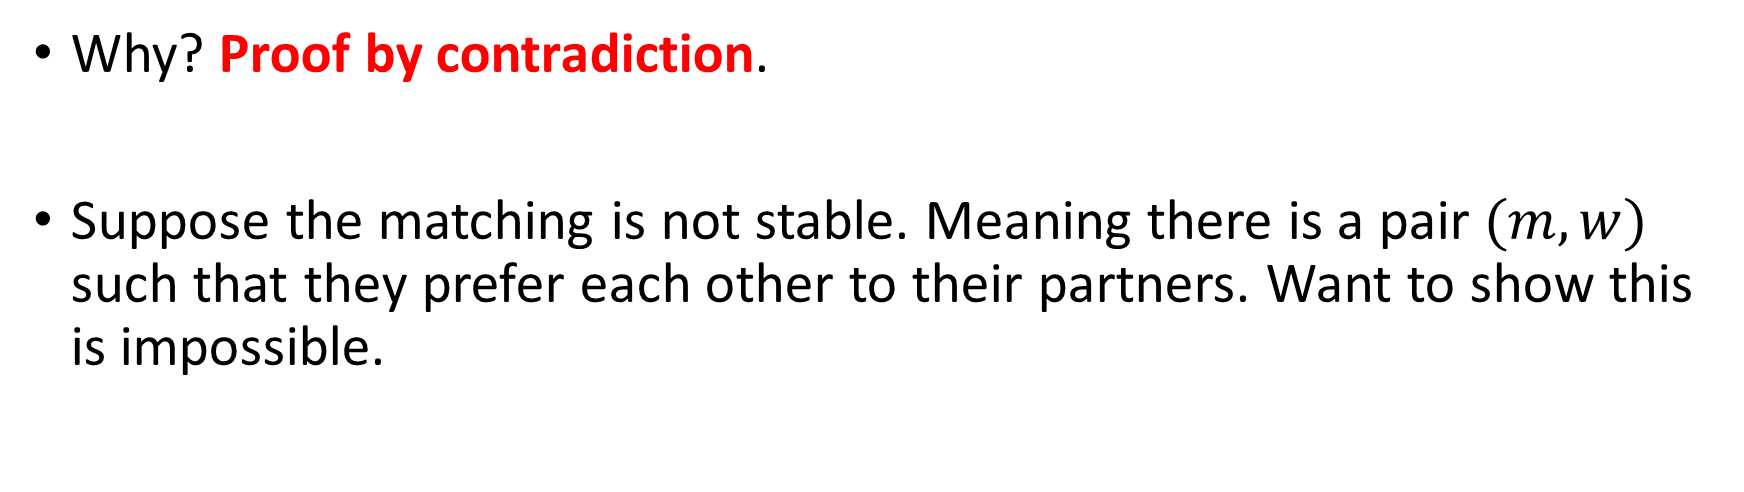 • Why? Proof by contradiction.
• Suppose the matching is not stable. Meaning there is a pair (m, w)
such that they prefer each other to their partners. Want to show this
is impossible.